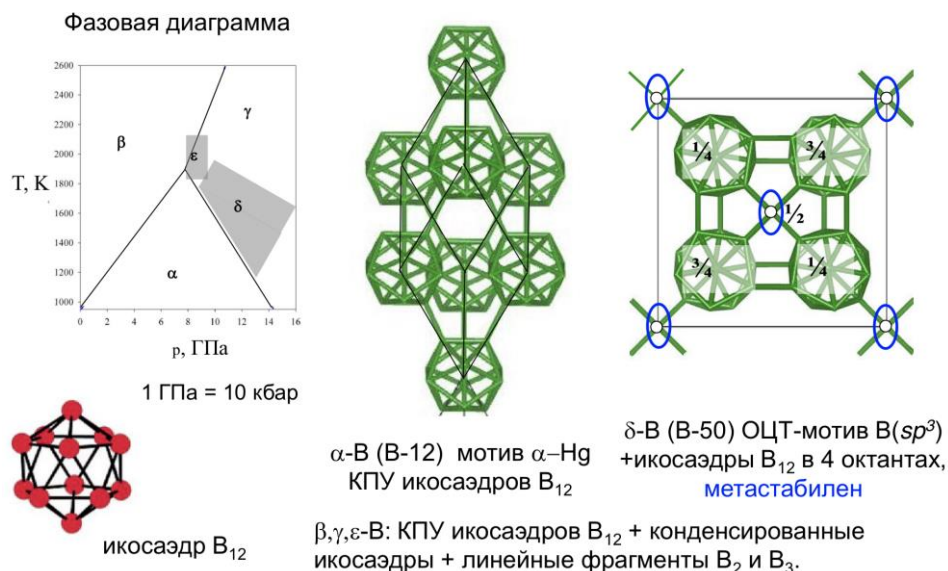 Фазовая диаграмма
2600
2400
2200
2000
1800
1600
1400
1200
1000
T, K
β
γ
ε
δ
α
0
2
4
6
8
10
12
14
16
p, ГПа
1 ГПа = 10 кбар
икосаэдр B12
α-B (B-12) мотив α–Hg
КПУ икосаэдров B12
¼
¾
½
¾
¼
δ-B (B-50) ОЦТ-мотив B(sp³)
+икосаэдры B12 в 4 октантах,
метастабилен
β,γ,ε-B: КПУ икосаэдров B12 + конденсированные
икосаэдры + линейные фрагменты B2 и B3.